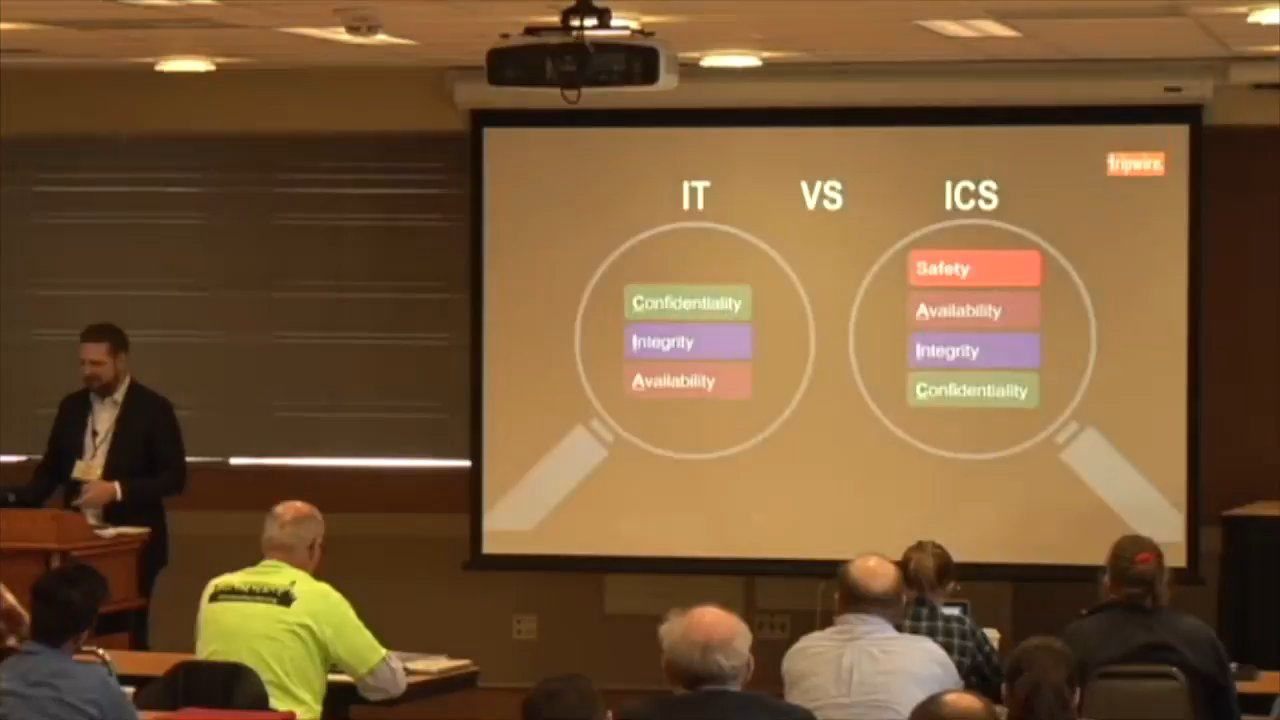 tripwire
IT VS ICS
Confidentiality
Integrity
Availability
Safety
Availability
Integrity
Confidentiality